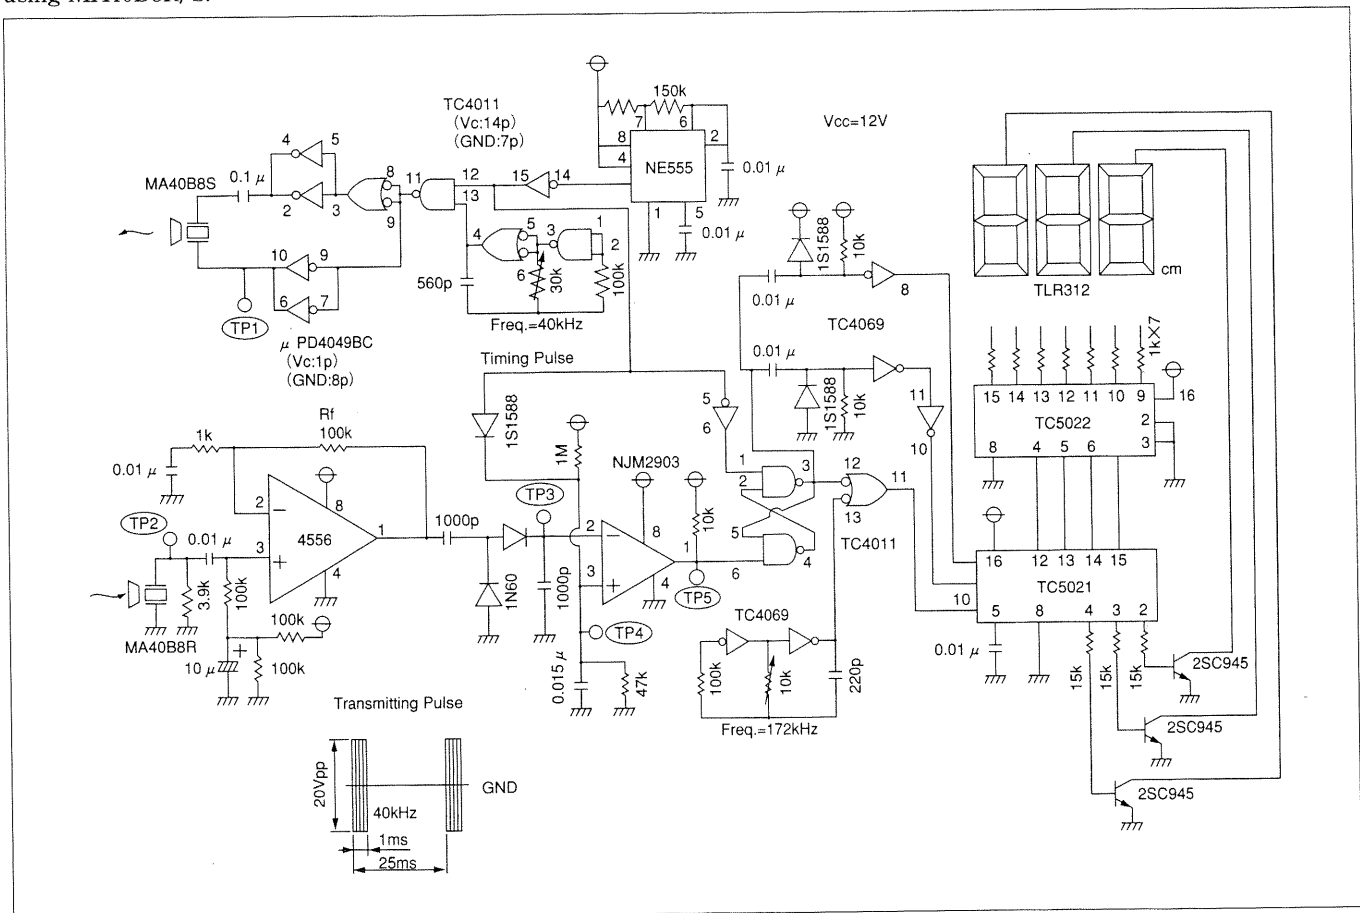 TC4011
(Vc:14p)
(GND:7p)
150k
7
6
8
4
2
NE555
0.01 μ
1
5
0.01 μ
Vcc=12V
MA40B8S
0.1 μ
4
5
2
3
8
9
11
12
13
15
14
10
9
6
7
TP1
μ PD4049BC
(Vc:1p)
(GND:8p)
560p
4
5
6
3
1
2
30k
100k
Freq.=40kHz
1S1588
10k
0.01 μ
8
TC4069
0.01 μ
1S1588
10k
11
10
cm
TLR312
1k×7
15
14
13
12
11
10
9
16
TC5022
2
3
8
4
5
6
Timing Pulse
1S1588
1M
5
6
Rf
100k
1k
0.01 μ
2
8
4556
1
3
4
TP2
0.01 μ
3.9k
100k
MA40B8R
100k
10 μ
+
100k
1000p
1N60
TP3
1000p
NJM2903
2
8
3
1
4
10k
TP5
TP4
0.015 μ
47k
1
2
3
5
6
4
12
13
11
TC4011
TC4069
100k
10k
220p
Freq.=172kHz
16
12
13
14
15
TC5021
10
5
8
4
3
2
0.01 μ
15k
15k
15k
2SC945
2SC945
2SC945
Transmitting Pulse
20Vpp
GND
40kHz
1ms
25ms